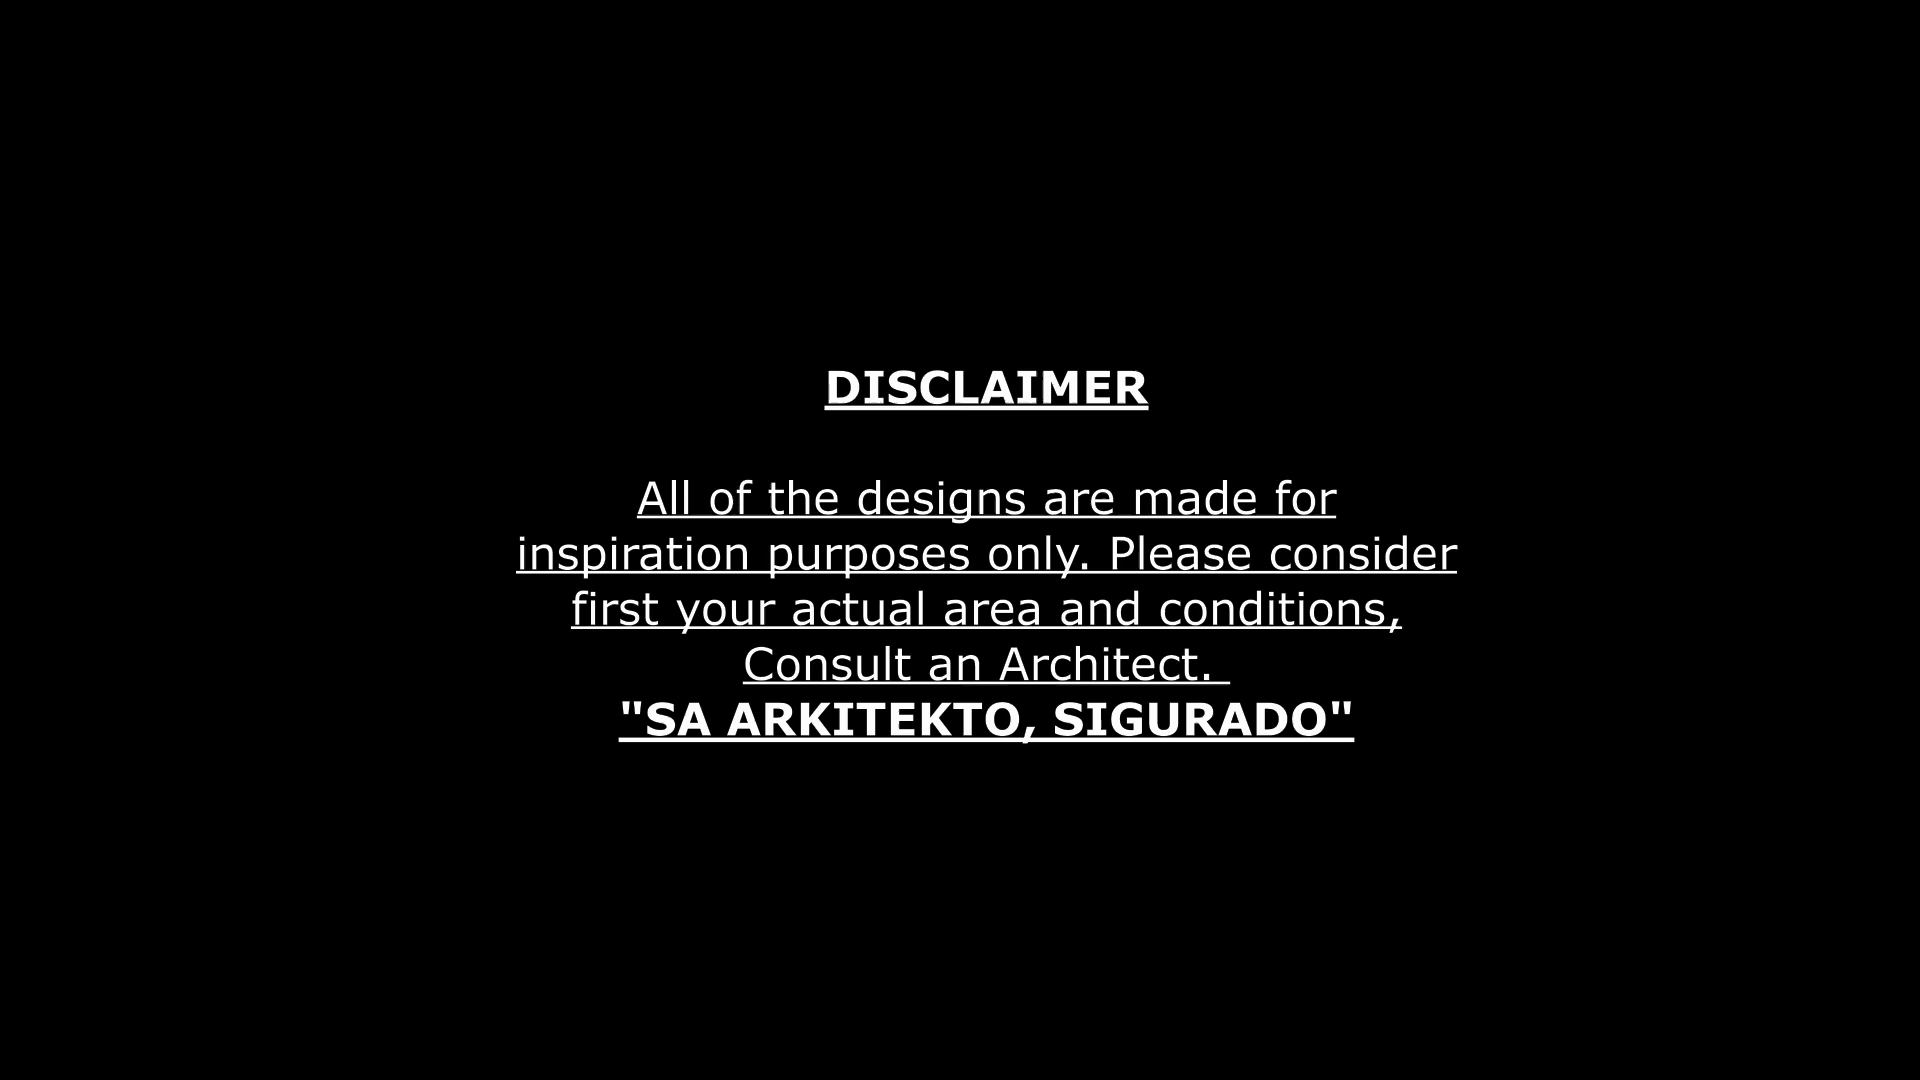 DISCLAIMER
All of the designs are made for
inspiration purposes only. Please consider
first your actual area and conditions,
Consult an Architect.
"SA ARKITEKTO, SIGURADO"